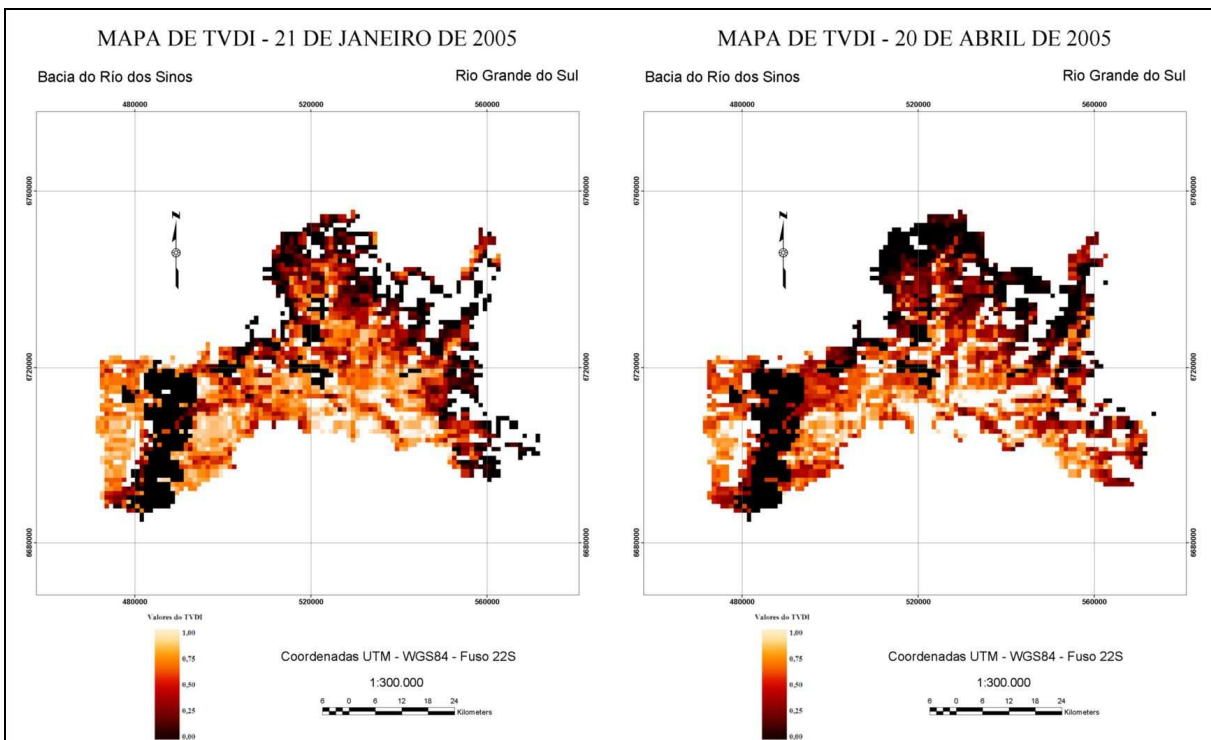 MAPA DE TVDI - 21 DE JANEIRO DE 2005
Bacia do Río dos Sinos
Rio Grande do Sul
480000
520000
560000
6760000
6760000
N
6720000
6720000
6680000
6680000
480000
520000
560000
Valores do TVDI
1,00
0,75
0,50
0,25
0,00
Coordenadas UTM - WGS84 - Fuso 22S
1:300.000
6 0 6 12 18 24
Kilometers
MAPA DE TVDI - 20 DE ABRIL DE 2005
Bacia do Río dos Sinos
Rio Grande do Sul
480000
520000
560000
6760000
6760000
N
6720000
6720000
6680000
6680000
480000
520000
560000
Valores do TVDI
1,00
0,75
0,50
0,25
0,00
Coordenadas UTM - WGS84 - Fuso 22S
1:300.000
6 0 6 12 18 24
Kilometers